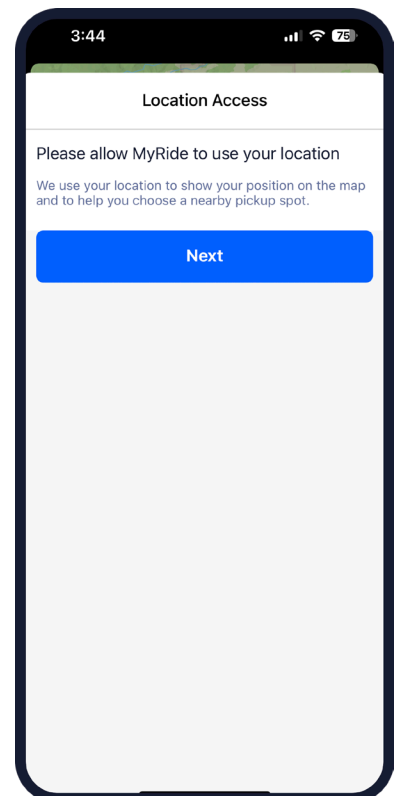 3:44
75
Location Access
Please allow MyRide to use your location
We use your location to show your position on the map
and to help you choose a nearby pickup spot.
Next